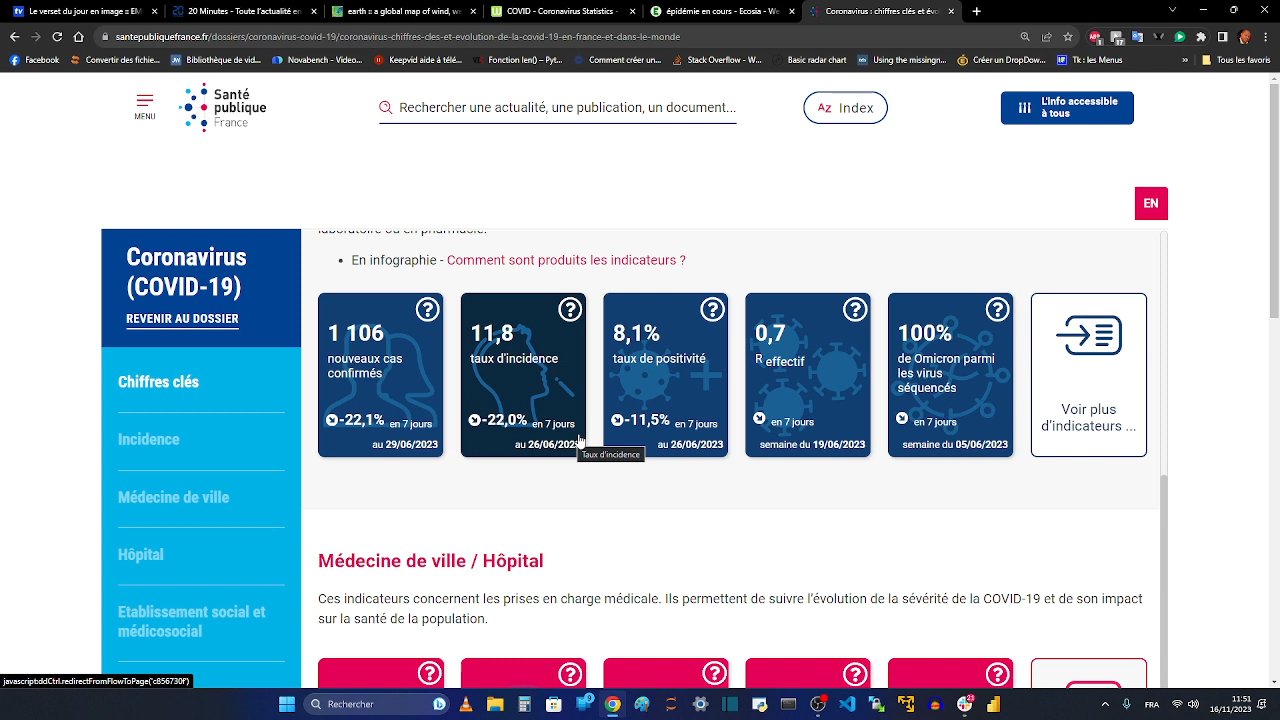 Le verset du jour en image :: EM
20 Minutes - Toute l'actualité en
earth :: a global map of wind, we
COVID - Coronavirus Statistics -
épidémie en cours - Ecosia - We
Coronavirus : chiffres clés et évo
santepubliquefrance.fr/dossiers/coronavirus-covid-19/coronavirus-chiffres-cles-et-evolution-de-la-covid-19-en-france-et-dans-le-monde
Facebook
Convertir des fichie...
Bibliothèque de vid...
Novabench - Video...
Keepvid aide à télé...
Fonction len() – Pyt...
Comment créer un...
Stack Overflow - W...
Basic radar chart
Using the missingn...
Créer un DropDow...
Tk : les Menus
»
Tous les favoris
MENU
Santé
publique
France
Rechercher une actualité, une publication, un document...
Az Index
L'info accessible
à tous
EN
laboratoire ou en pharmacie.
Coronavirus
(COVID-19)
REVENIR AU DOSSIER
• En infographie - Comment sont produits les indicateurs ?
1 106
nouveaux cas
confirmés
-22,1% en 7 jours
au 29/06/2023
11,8
taux d'incidence
-22,0% en 7 jours
au 26/06/2023
Taux d'incidence
8,1%
taux de positivité
-11,5% en 7 jours
au 26/06/2023
0,7
R effectif
en 7 jours
semaine du 19/06/2023
100%
de Omicron parmi
les virus
séquencés
en 7 jours
semaine du 05/06/2023
Voir plus
d'indicateurs ...
Chiffres clés
Incidence
Médecine de ville
Hôpital
Etablissement social et
médicosocial
Médecine de ville / Hôpital
Ces indicateurs concernent les prises en charge médicale. Ils permettent de suivre l'évolution de la sévérité de la COVID-19 et de son impact
sur la santé de la population.
javascript:ddCtrl.redirectFromFlowToPage('c856730f')
Rechercher
FRA
11:51
16/11/2023